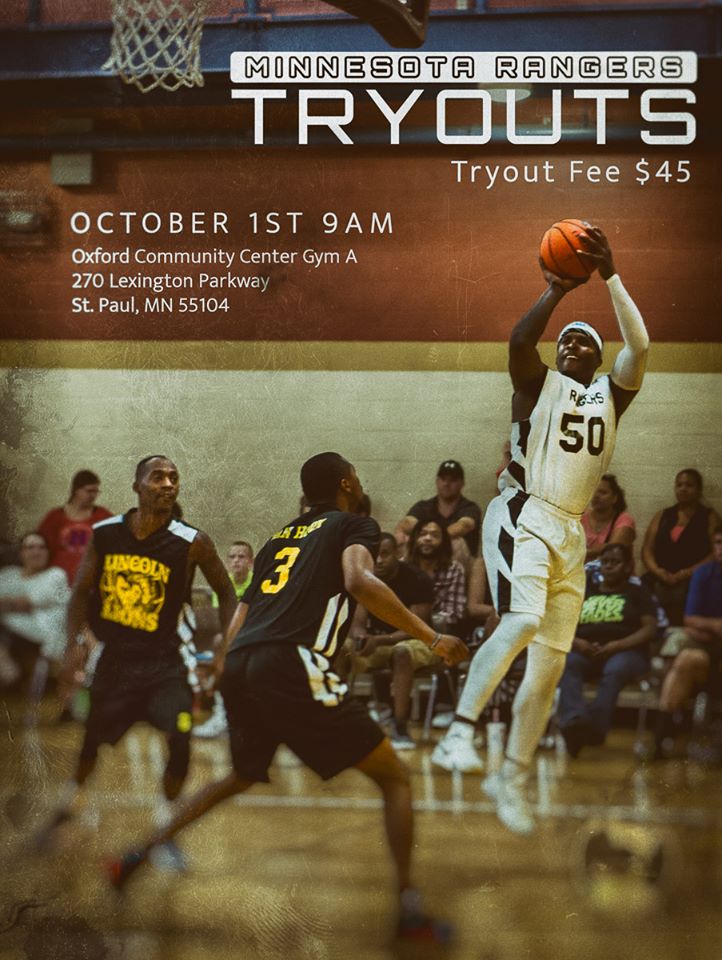 MINNESOTA RANGERS
TRYOUTS
Tryout Fee $45
OCTOBER 1ST 9AM
Oxford Community Center Gym A
270 Lexington Parkway
St. Paul, MN 55104
RANGERS
50
LINCOLN
LIONS
3